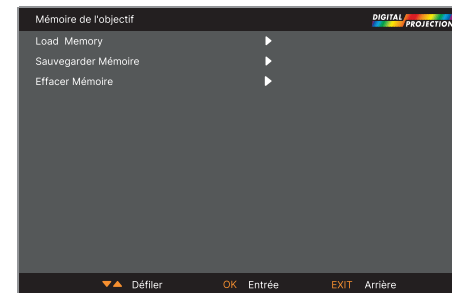 Mémoire de l'objectif
DIGITAL PROJECTION
Load Memory
Sauvegarder Mémoire
Effacer Mémoire
Défiler OK Entrée EXIT Arrière